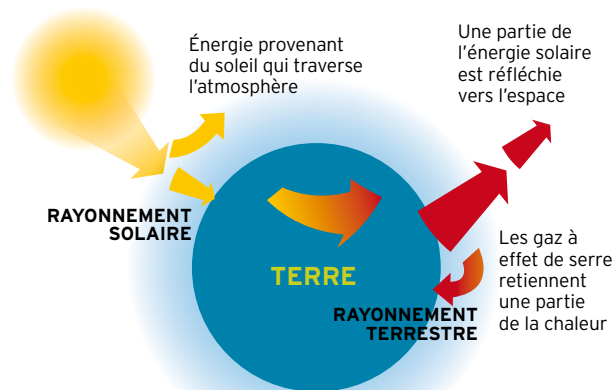 Énergie provenant
du soleil qui traverse
l'atmosphère
Une partie de
l'énergie solaire
est réfléchie
vers l'espace
RAYONNEMENT
SOLAIRE
TERRE
Les gaz à
effet de serre
retiennent
une partie
de la chaleur
RAYONNEMENT
TERRESTRE